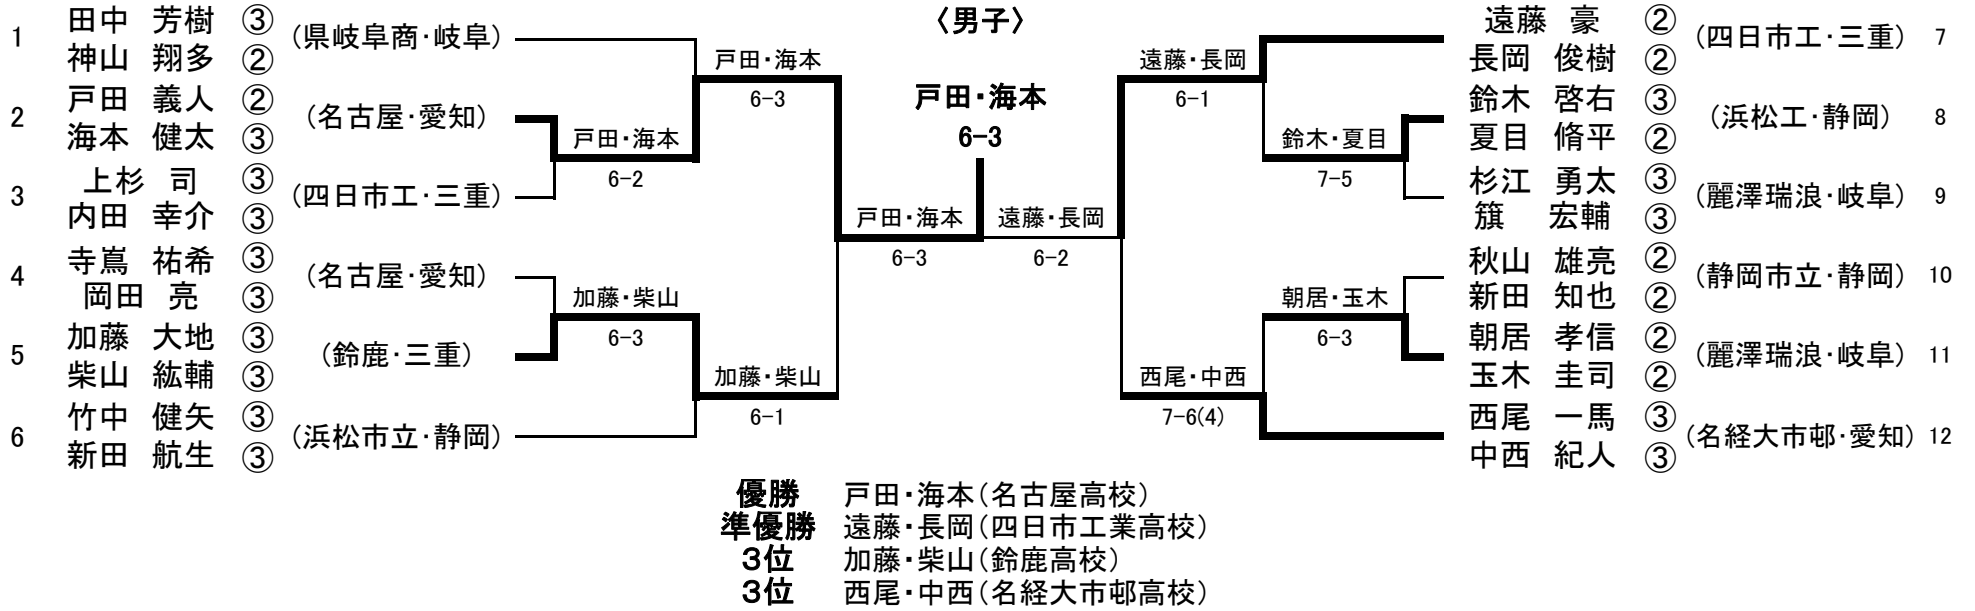 〈男子〉
1 田中 芳樹 ③ (県岐阜商・岐阜)
神山 翔多 ②
2 戸田 義人 ② (名古屋・愛知)
海本 健太 ③
3 上杉 司 ③ (四日市工・三重)
内田 幸介 ③
4 寺嶌 祐希 ③ (名古屋・愛知)
岡田 亮 ③
5 加藤 大地 ③ (鈴鹿・三重)
柴山 紘輔 ③
6 竹中 健矢 ③ (浜松市立・静岡)
新田 航生 ③
戸田・海本
6-2
加藤・柴山
6-3
戸田・海本
6-3
加藤・柴山
6-1
戸田・海本
6-3
戸田・海本
6-3
遠藤・長岡
6-2
遠藤・長岡
6-1
西尾・中西
7-6(4)
鈴木・夏目
7-5
朝居・玉木
6-3
遠藤 豪 ② (四日市工・三重) 7
長岡 俊樹 ②
鈴木 啓右 ③ (浜松工・静岡) 8
夏目 脩平 ②
杉江 勇太 ③ (麗澤瑞浪・岐阜) 9
籏 宏輔 ③
秋山 雄亮 ② (静岡市立・静岡) 10
新田 知也 ②
朝居 孝信 ② (麗澤瑞浪・岐阜) 11
玉木 圭司 ②
西尾 一馬 ③ (名経大市邨・愛知) 12
中西 紀人 ③
優勝 戸田・海本(名古屋高校)
準優勝 遠藤・長岡(四日市工業高校)
3位 加藤・柴山(鈴鹿高校)
3位 西尾・中西(名経大市邨高校)